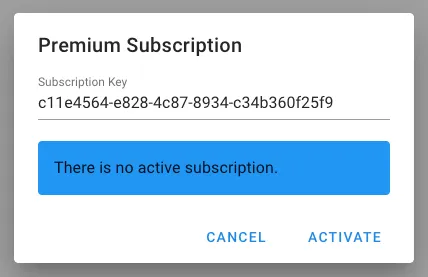 Premium Subscription
Subscription Key
c11e4564-e828-4c87-8934-c34b360f25f9
There is no active subscription.
CANCEL ACTIVATE